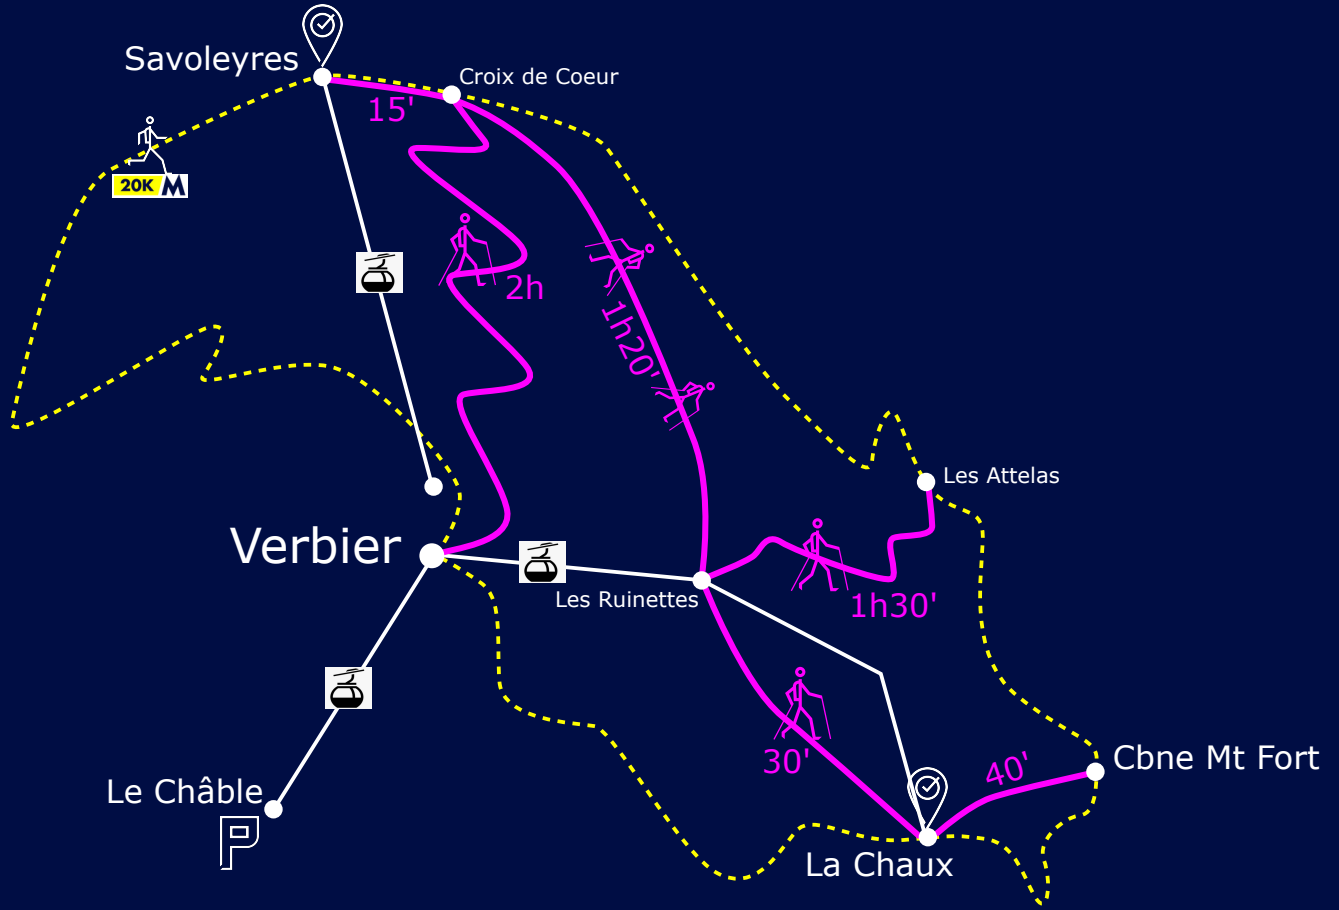 Savoleyres
Croix de Coeur
15'
20K M
2h
1h20'
Les Attelas
Verbier
Les Ruinettes
1h30'
30'
40'
Cbne Mt Fort
Le Châble
P
La Chaux